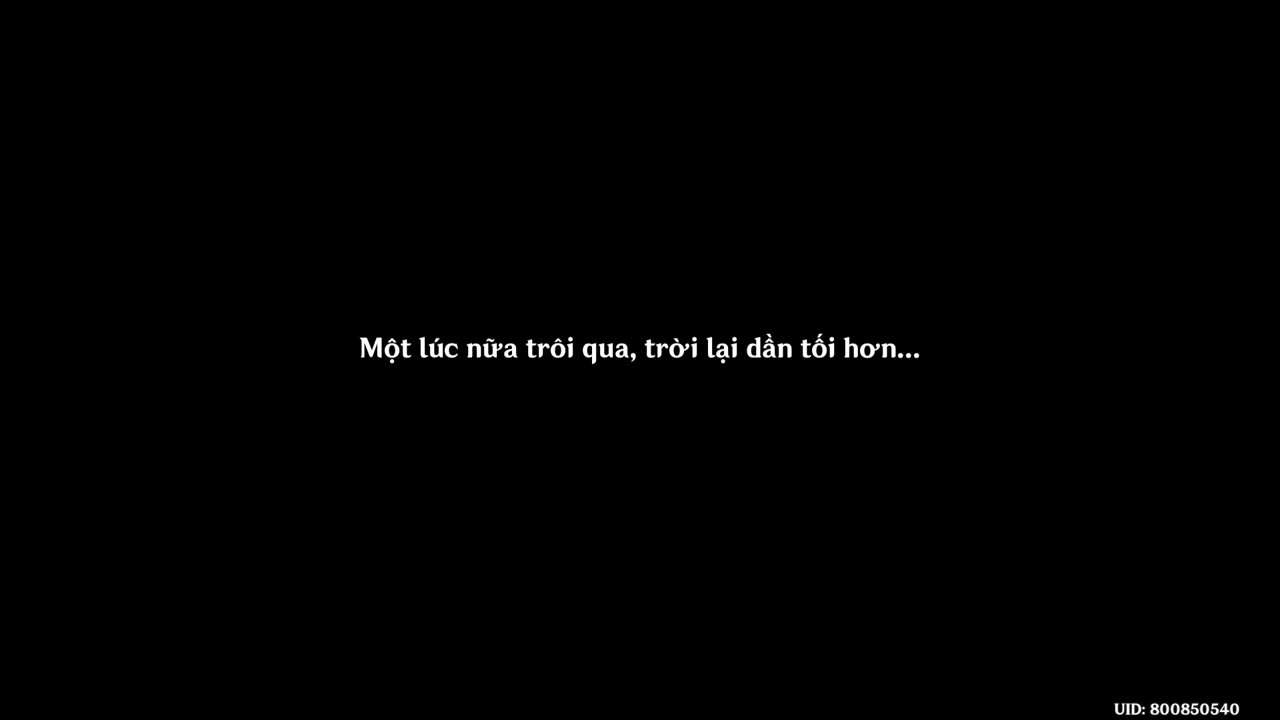 Một lúc nữa trôi qua, trời lại dần tối hơn...
UID: 800850540